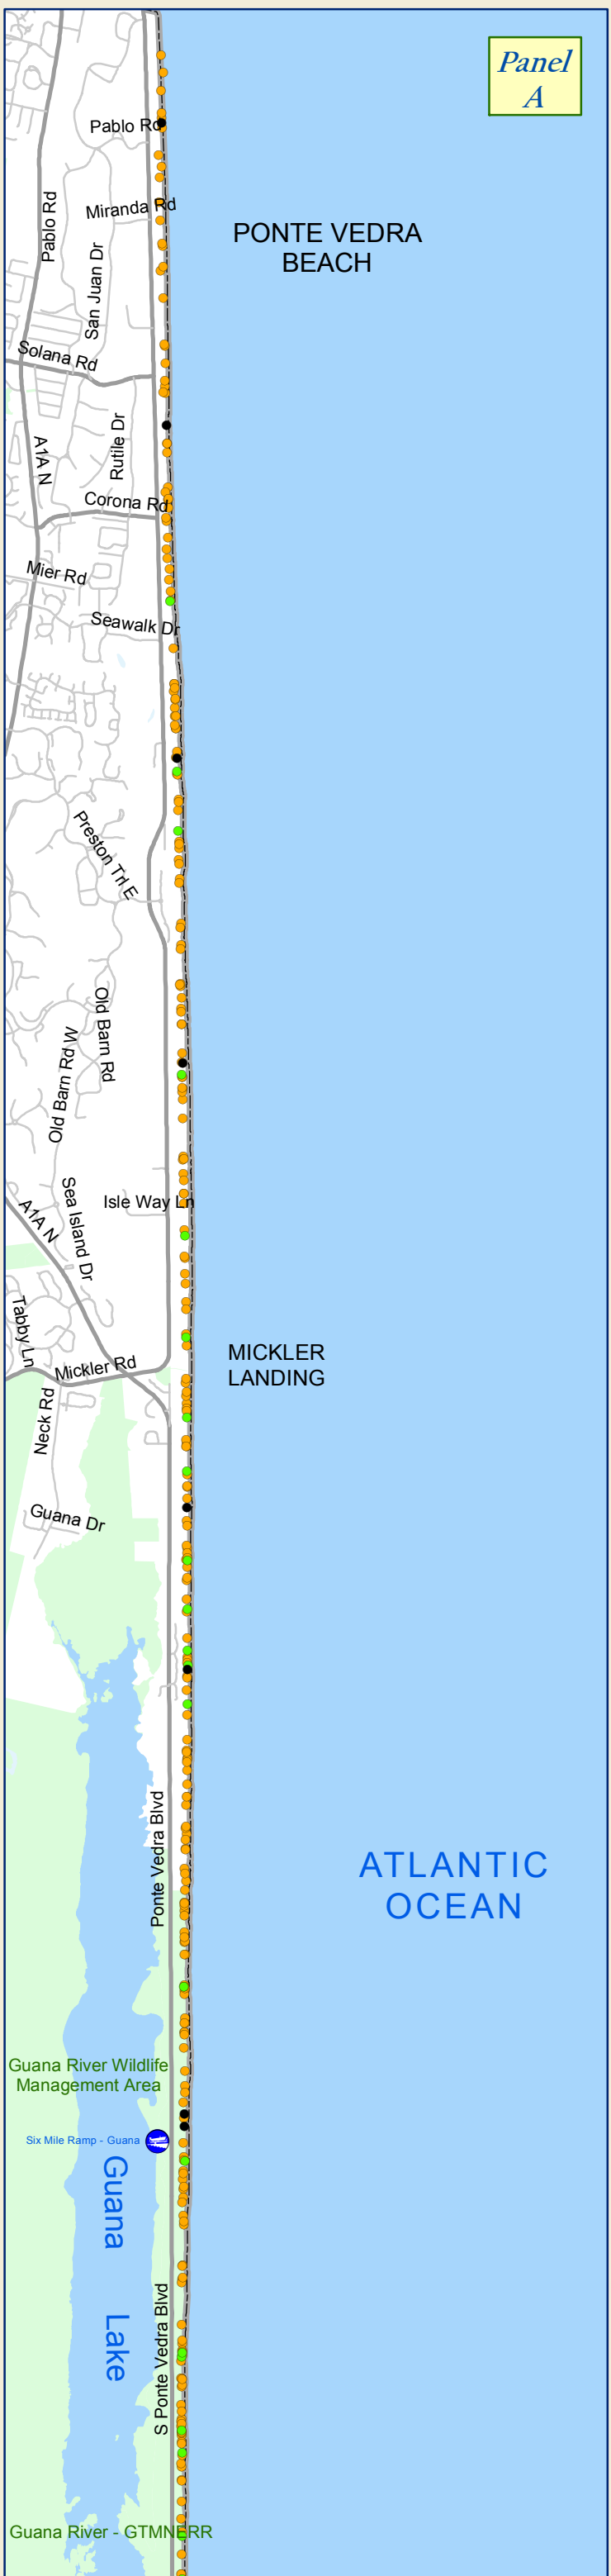 Panel
A
Pablo Rd
Pablo Rd
Miranda Rd
San Juan Dr
PONTE VEDRA
BEACH
Solana Rd
A1A N
Rutile Dr
Corona Rd
Mier Rd
Seawalk Dr
Preston Trl E
Old Barn Rd
Old Barn Rd W
Sea Island Dr
A1A N
Isle Way Ln
Tabby Ln
Mickler Rd
MICKLER
LANDING
Neck Rd
Guana Dr
Ponte Vedra Blvd
ATLANTIC
OCEAN
Guana River Wildlife
Management Area
Six Mile Ramp - Guana
Guana
Lake
S Ponte Vedra Blvd
Guana River - GTMNERR